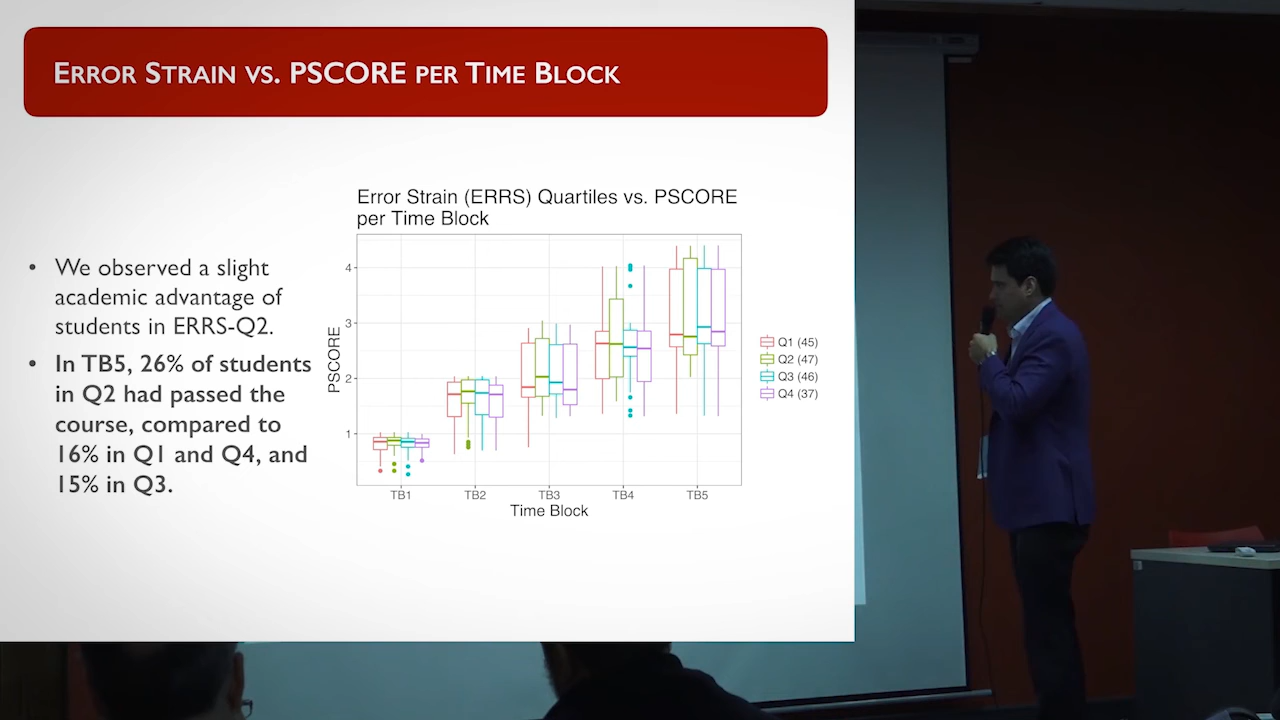 ERROR STRAIN VS. PSCORE PER TIME BLOCK
• We observed a slight
academic advantage of
students in ERRS-Q2.
• In TB5, 26% of students
in Q2 had passed the
course, compared to
16% in Q1 and Q4, and
15% in Q3.
Error Strain (ERRS) Quartiles vs. PSCORE
per Time Block
PSCORE
4
3
2
1
TB1 TB2 TB3 TB4 TB5
Time Block
Q1 (45)
Q2 (47)
Q3 (46)
Q4 (37)